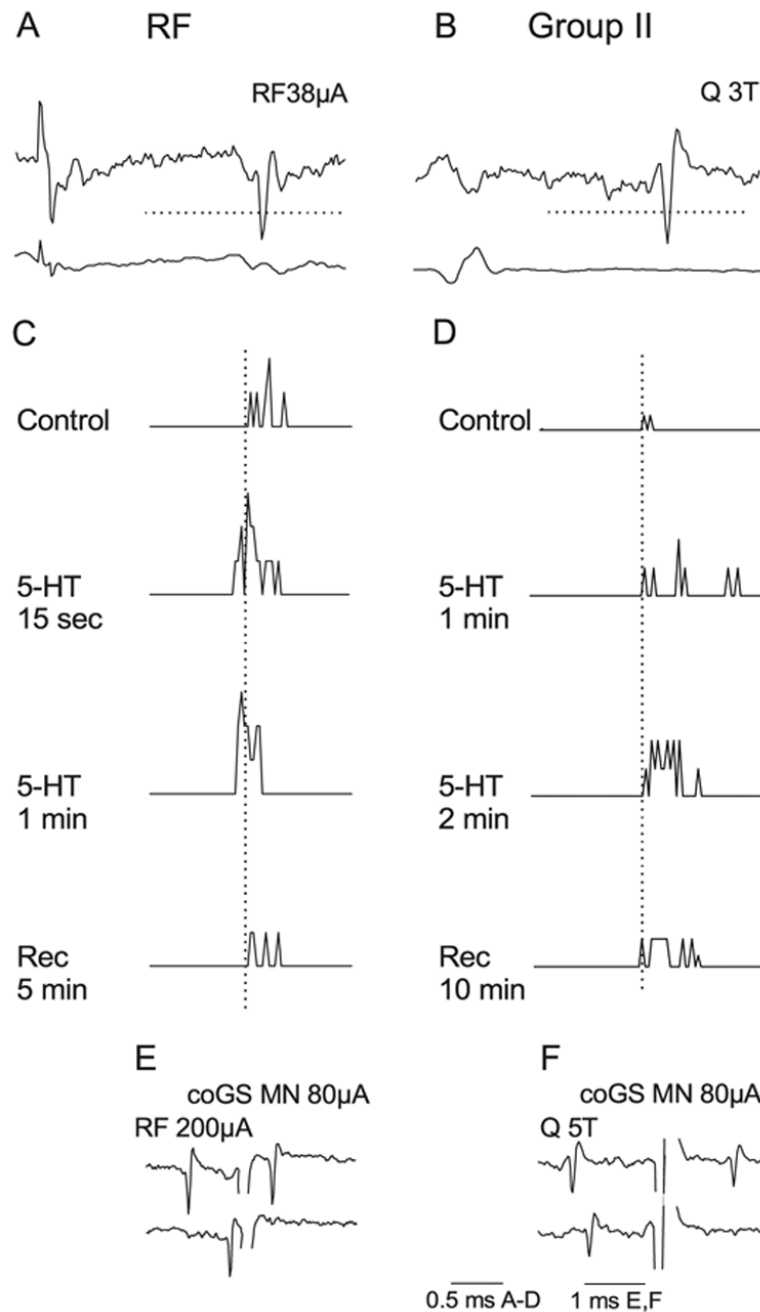 A RF
B Group II
RF38µA
Q 3T
C
D
Control
Control
5-HT
15 sec
5-HT
1 min
5-HT
1 min
5-HT
2 min
Rec
5 min
Rec
10 min
E
F
coGS MN 80µA
coGS MN 80µA
RF 200µA
Q 5T
0.5 ms A-D
1 ms E,F